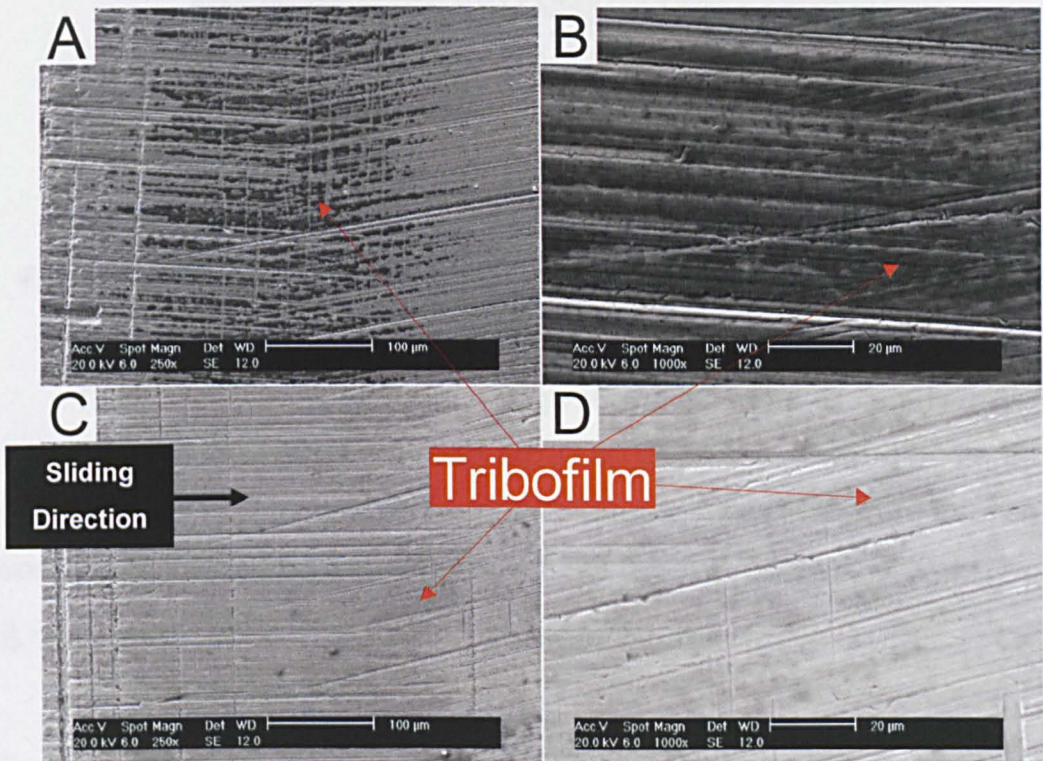 A
B
Acc.V Spot Magn Det WD 100 µm
20.0 kV 6.0 250x SE 12.0
Acc.V Spot Magn Det WD 20 µm
20.0 kV 6.0 1000x SE 12.0
C
D
Sliding
Direction
Tribofilm
Acc.V Spot Magn Det WD 100 µm
20.0 kV 6.0 250x SE 12.0
Acc.V Spot Magn Det WD 20 µm
20.0 kV 6.0 1000x SE 12.0